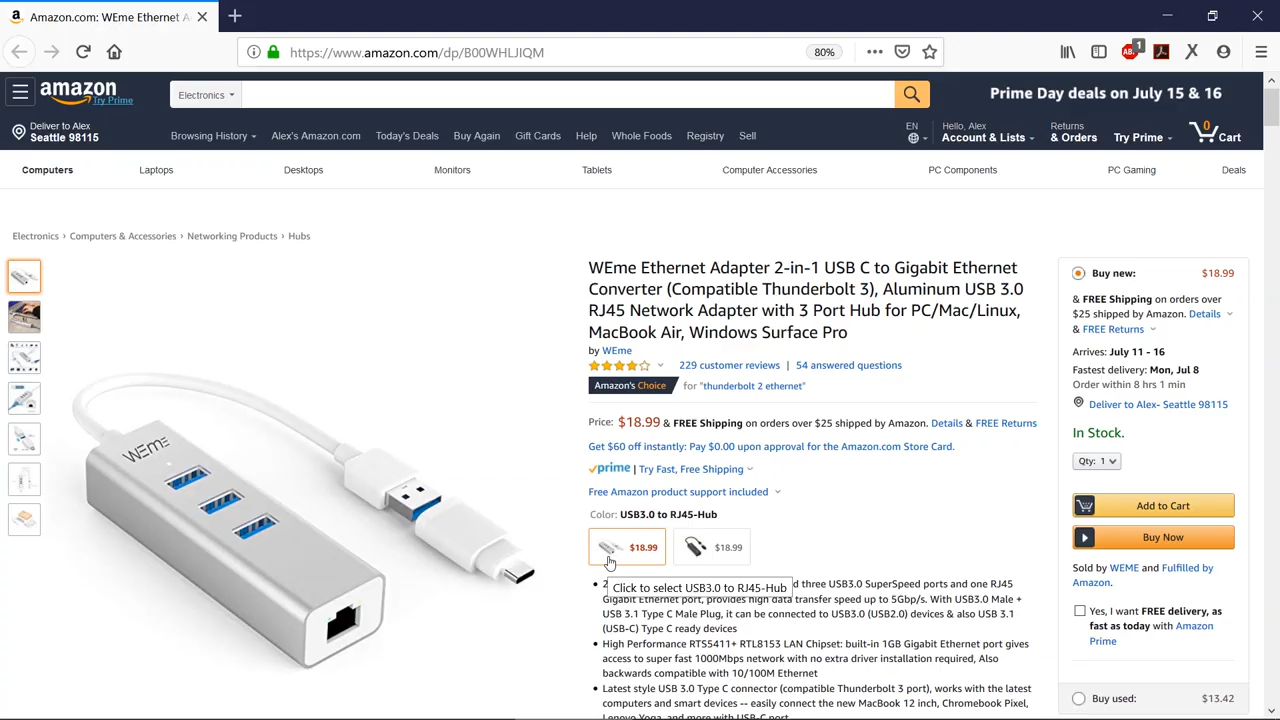 Amazon.com: WEme Ethernet A
https://www.amazon.com/dp/B00WHLJIQM
80%
ABP 1
amazon
Try Prime
Electronics
Prime Day deals on July 15 & 16
Deliver to Alex
Seattle 98115
Browsing History
Alex's Amazon.com
Today's Deals
Buy Again
Gift Cards
Help
Whole Foods
Registry
Sell
EN
Hello, Alex
Account & Lists
Returns
& Orders
Try Prime
0
Cart
Computers
Laptops
Desktops
Monitors
Tablets
Computer Accessories
PC Components
PC Gaming
Deals
Electronics › Computers & Accessories › Networking Products › Hubs
WEme
WEme Ethernet Adapter 2-in-1 USB C to Gigabit Ethernet
Converter (Compatible Thunderbolt 3), Aluminum USB 3.0
RJ45 Network Adapter with 3 Port Hub for PC/Mac/Linux,
MacBook Air, Windows Surface Pro
by WEme
229 customer reviews | 54 answered questions
Amazon's Choice for "thunderbolt 2 ethernet"
Price: $18.99 & FREE Shipping on orders over $25 shipped by Amazon. Details & FREE Returns
Get $60 off instantly: Pay $0.00 upon approval for the Amazon.com Store Card.
prime | Try Fast, Free Shipping
Free Amazon product support included
Color: USB3.0 to RJ45-Hub
$18.99
$18.99
Click to select USB3.0 to RJ45-Hub
2
d three USB3.0 SuperSpeed ports and one RJ45
Gigabit Ethernet port, provides high data transfer speed up to 5Gbp/s. With USB3.0 Male +
USB 3.1 Type C Male Plug, it can be connected to USB3.0 (USB2.0) devices & also USB 3.1
(USB-C) Type C ready devices
• High Performance RTS5411+ RTL8153 LAN Chipset: built-in 1GB Gigabit Ethernet port gives
access to super fast 1000Mbps network with no extra driver installation required, Also
backwards compatible with 10/100M Ethernet
• Latest style USB 3.0 Type C connector (compatible Thunderbolt 3 port), works with the latest
computers and smart devices -- easily connect the new MacBook 12 inch, Chromebook Pixel,
Lenovo Yoga, and more with USB-C port
Buy new: $18.99
& FREE Shipping on orders over
$25 shipped by Amazon. Details
& FREE Returns
Arrives: July 11 - 16
Fastest delivery: Mon, Jul 8
Order within 8 hrs 1 min
Deliver to Alex- Seattle 98115
In Stock.
Qty: 1
Add to Cart
Buy Now
Sold by WEME and Fulfilled by
Amazon.
Yes, I want FREE delivery, as
fast as today with Amazon
Prime
Buy used: $13.42